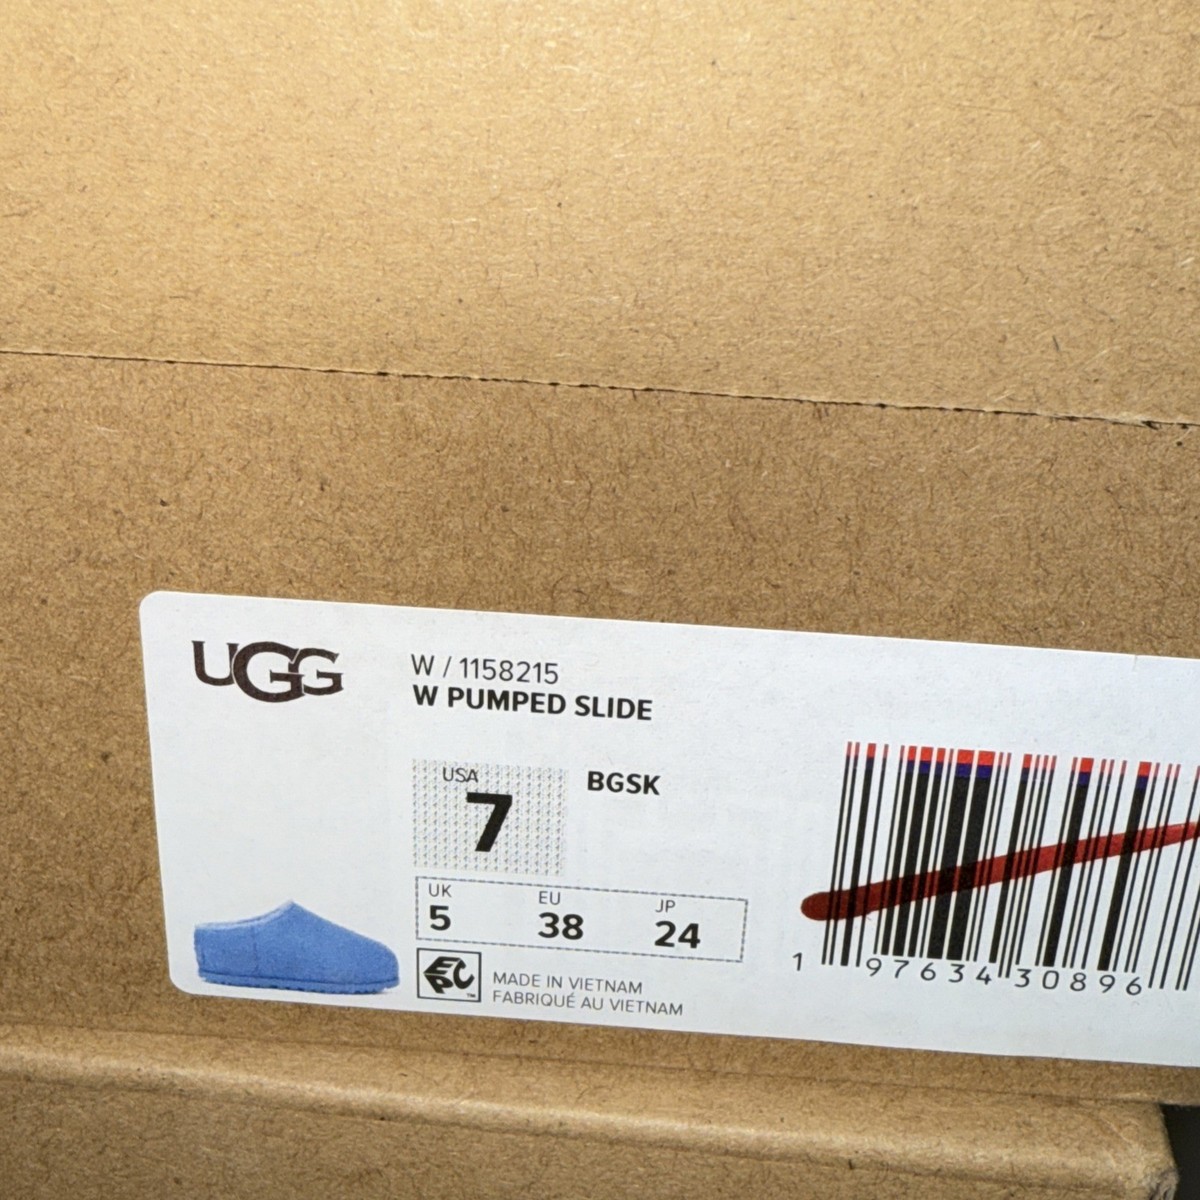 UGG
W / 1158215
W PUMPED SLIDE
USA
7
BGSK
UK
5
EU
38
JP
24
MADE IN VIETNAM
FABRIQUÉ AU VIETNAM
1 97634 30896